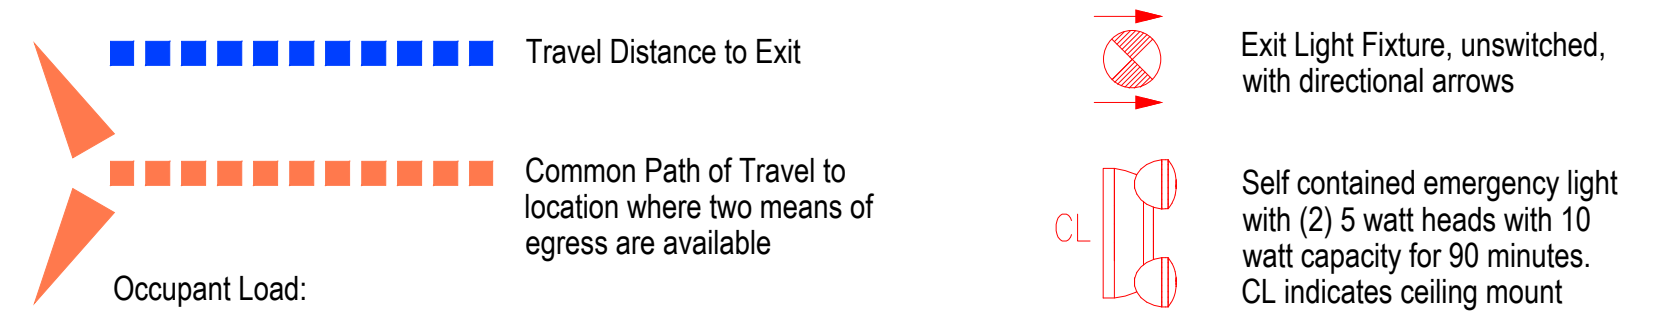 Travel Distance to Exit
Common Path of Travel to
location where two means of
egress are available
Occupant Load:
Exit Light Fixture, unswitched,
with directional arrows
CL
Self contained emergency light
with (2) 5 watt heads with 10
watt capacity for 90 minutes.
CL indicates ceiling mount